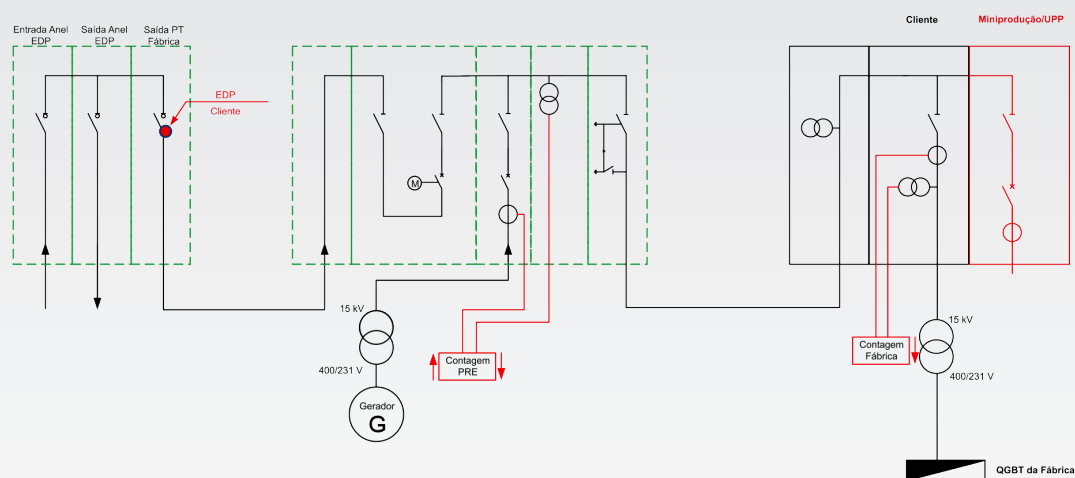 Cliente
Miniprodução/UPP
Entrada Anel
EDP
Saída Anel
EDP
Saída PT
Fábrica
EDP
Cliente
M
15 kV
400/231 V
Gerador
G
Contagem
PRE
Contagem
Fábrica
15 kV
400/231 V
QGBT da Fábrica